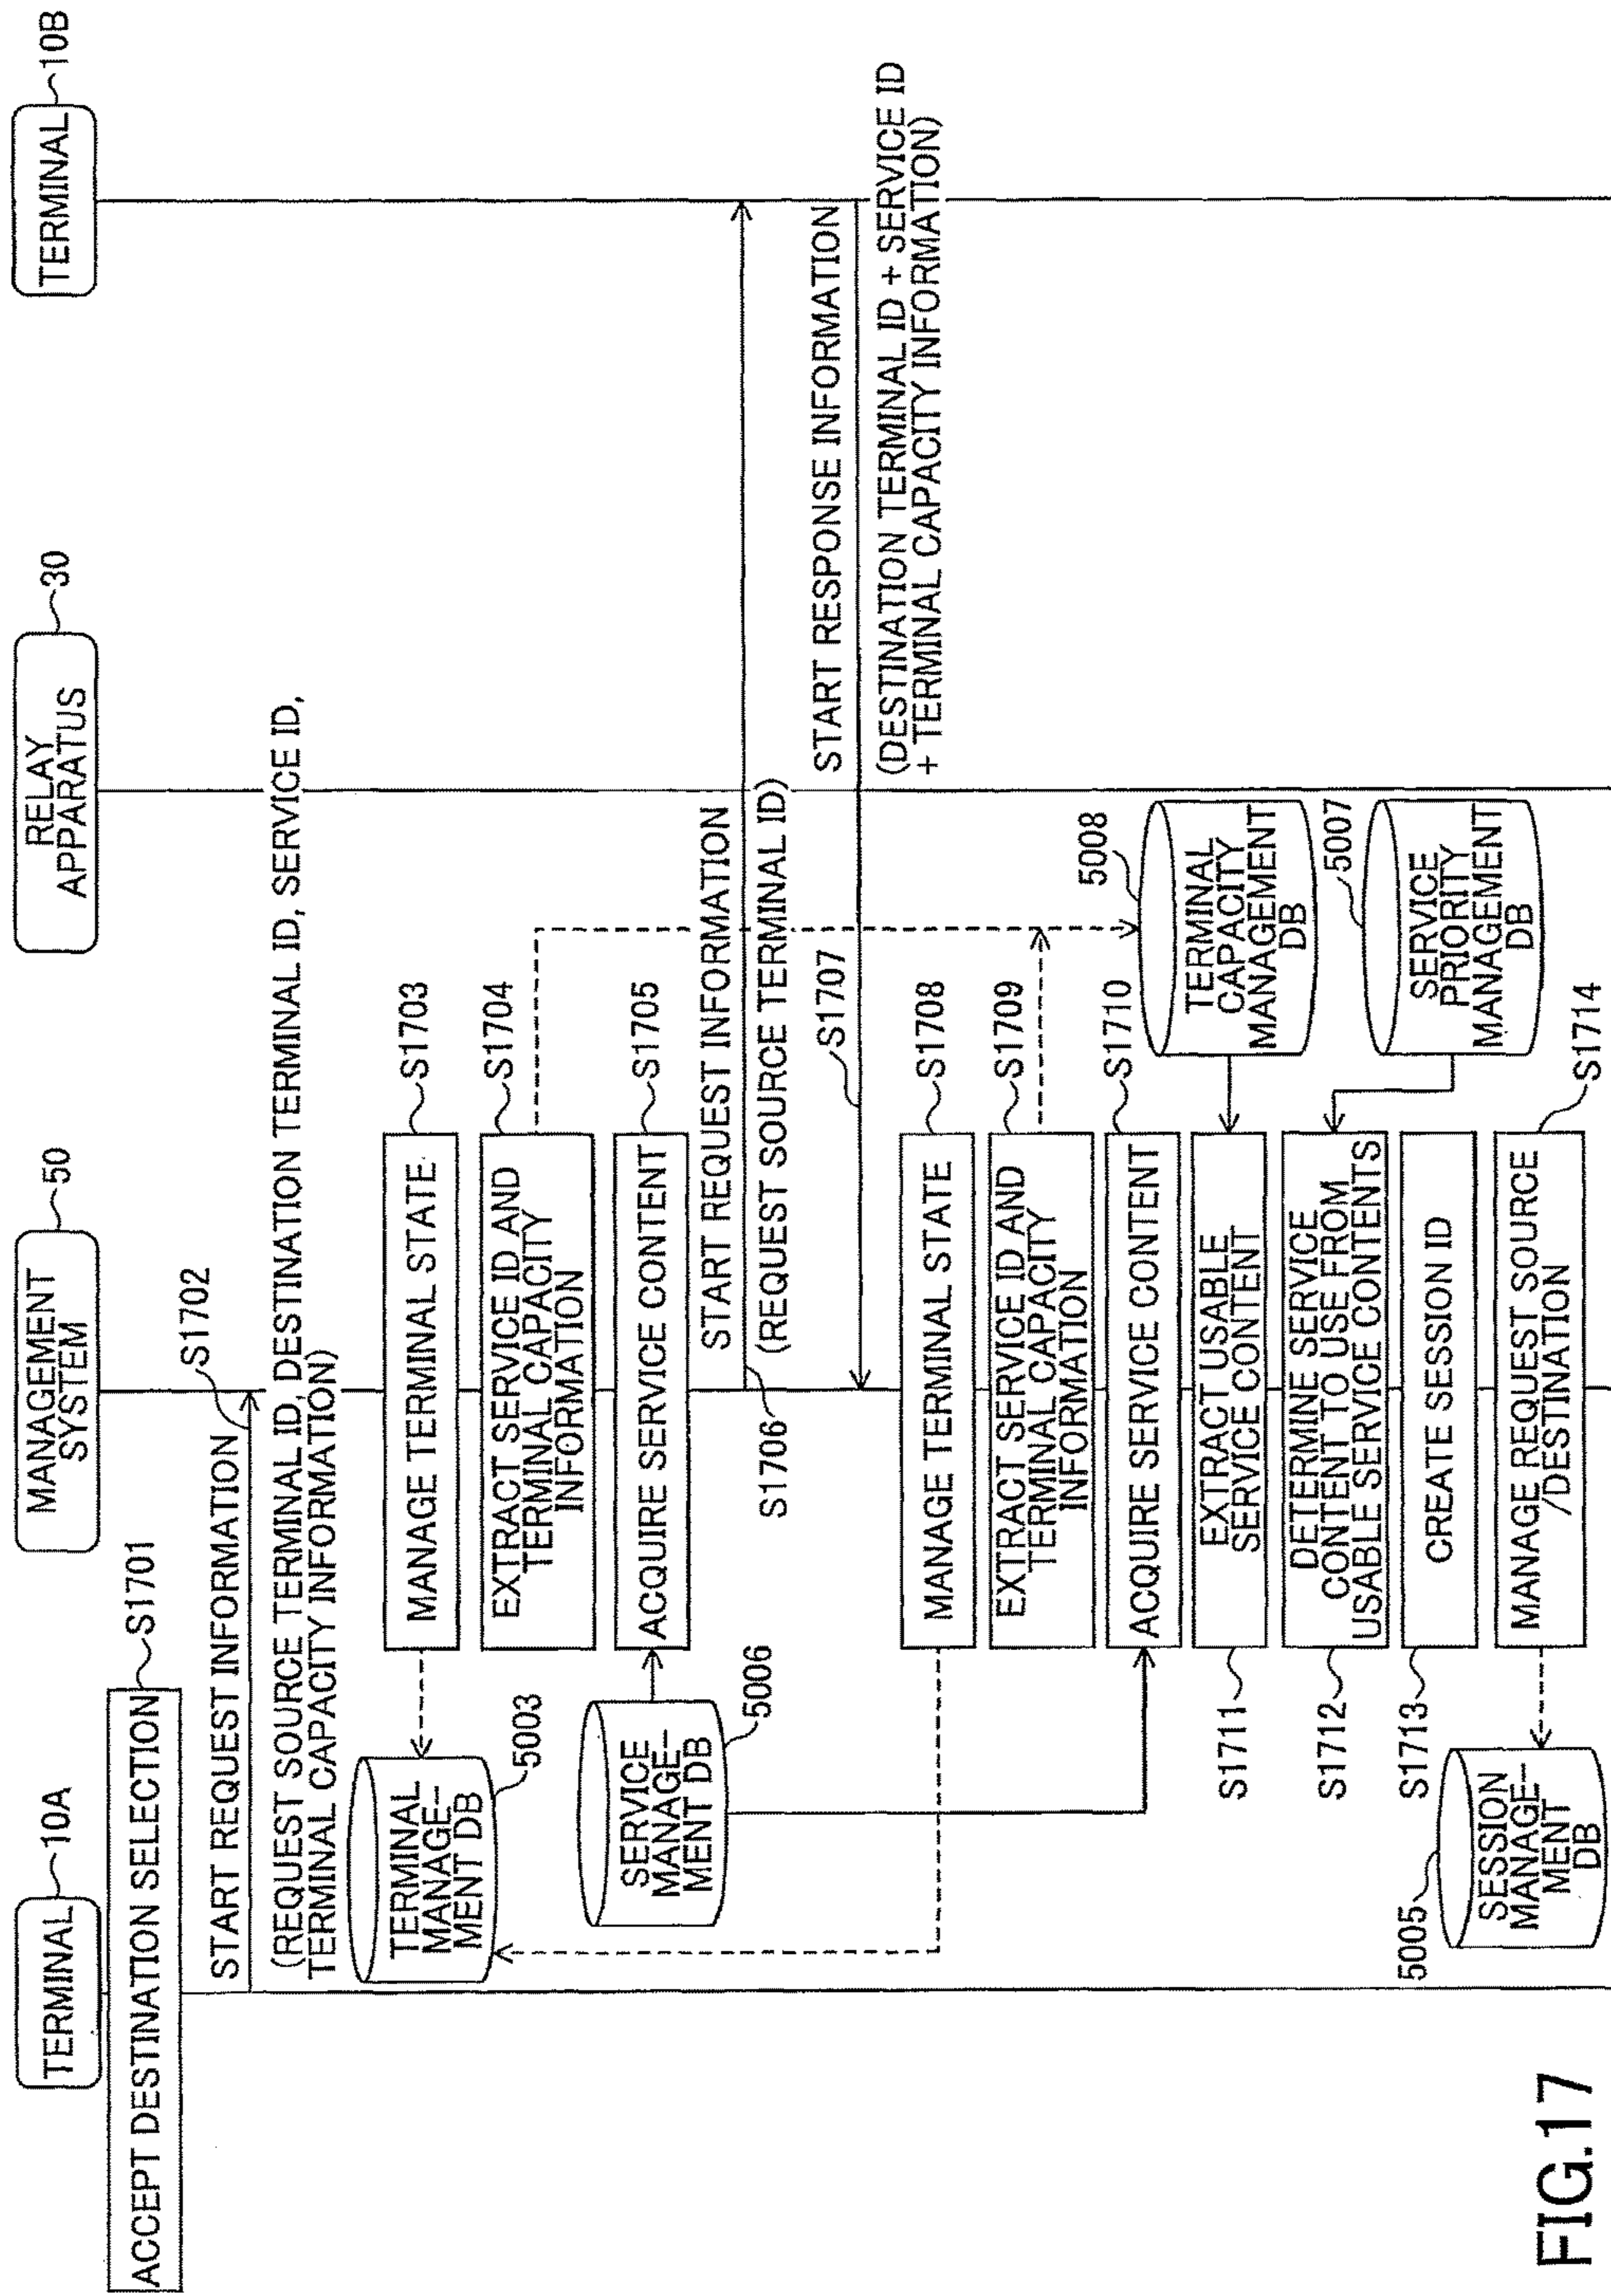 TERMINAL
10A
MANAGEMENT
SYSTEM
50
RELAY
APPARATUS
30
TERMINAL
10B
ACCEPT DESTINATION SELECTION
S1701
START REQUEST INFORMATION
S1702
(REQUEST SOURCE TERMINAL ID, DESTINATION TERMINAL ID, SERVICE ID,
TERMINAL CAPACITY INFORMATION)
TERMINAL
MANAGE-
MENT DB
5003
MANAGE TERMINAL STATE
S1703
EXTRACT SERVICE ID AND
TERMINAL CAPACITY
INFORMATION
S1704
SERVICE
MANAGE-
MENT DB
5006
ACQUIRE SERVICE CONTENT
S1705
START REQUEST INFORMATION
S1706
(REQUEST SOURCE TERMINAL ID)
START RESPONSE INFORMATION
S1707
(DESTINATION TERMINAL ID + SERVICE ID
+ TERMINAL CAPACITY INFORMATION)
MANAGE TERMINAL STATE
S1708
EXTRACT SERVICE ID AND
TERMINAL CAPACITY
INFORMATION
S1709
ACQUIRE SERVICE CONTENT
S1710
5008
TERMINAL
CAPACITY
MANAGEMENT
DB
S1711
EXTRACT USABLE
SERVICE CONTENT
S1712
DETERMINE SERVICE
CONTENT TO USE FROM
USABLE SERVICE CONTENTS
5007
SERVICE
PRIORITY
MANAGEMENT
DB
S1713
CREATE SESSION ID
5005
SESSION
MANAGE-
MENT
DB
MANAGE REQUEST SOURCE
/DESTINATION
S1714
FIG.17